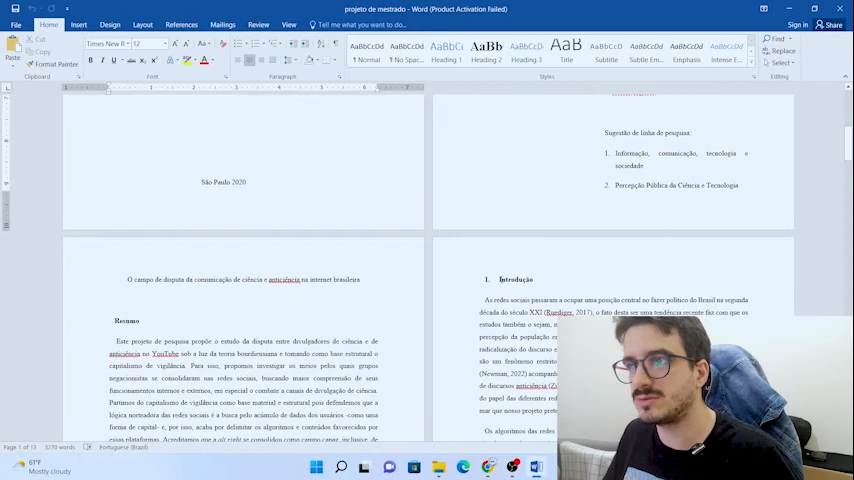 projeto de mestrado - Word (Product Activation Failed)
File Home Insert Design Layout References Mailings Review View Tell me what you want to do... Sign in Share
Paste
Cut
Copy
Format Painter
Clipboard
Times New R 12
B I U abc
Font
Paragraph
AaBbCcDd AaBbCcDd AaBbC( AaBb AaBbCcD AaB AaBbCcD AaBbCcDd AaBbCcDd AaBbCcDd
¶ Normal ¶ No Spac... Heading 1 Heading 2 Heading 3 Title Subtitle Subtle Em... Emphasis Intense E...
Styles
Find
Replace
Select
Editing
São Paulo 2020
Sugestão de linha de pesquisa:
1. Informação, comunicação, tecnologia e
sociedade
2. Percepção Pública da Ciência e Tecnologia
O campo de disputa da comunicação de ciência e anticiência na internet brasileira
Resumo
Este projeto de pesquisa propõe o estudo da disputa entre divulgadores de ciência e de
anticiência no YouTube sob a luz da teoria bourdieusiana e tomando como base estrutural o
capitalismo de vigilância. Para isso, propomos investigar os meios pelos quais grupos
negacionistas se consolidaram nas redes sociais, buscando maior compreensão de seus
funcionamentos internos e externos, em especial o combate a canais de divulgação de ciência.
Partimos do capitalismo de vigilância como base material e estrutural pois defendemos que a
lógica norteadora das redes sociais é a busca pelo acúmulo de dados dos usuários -como uma
forma de capital- e, por isso, acaba por delimitar os algoritmos e conteúdos favorecidos por
essas plataformas. Acreditamos que a alt right se consolidou como campo capaz, inclusive, de
1. Introdução
As redes sociais passaram a ocupar uma posição central no fazer político do Brasil na segunda
década do século XXI (Ruediger, 2017), o fato desta ser uma tendência recente faz com que os
estudos também o sejam,
percepção da população
radicalização do discurso e
são um fenômeno restrito
(Newman, 2022)
de discursos anticiência
do papel das diferentes
mar que nosso projeto
Os algoritmos das redes
Page 1 of 13 3270 words Portuguese (Brazil)
61°F
Mostly cloudy